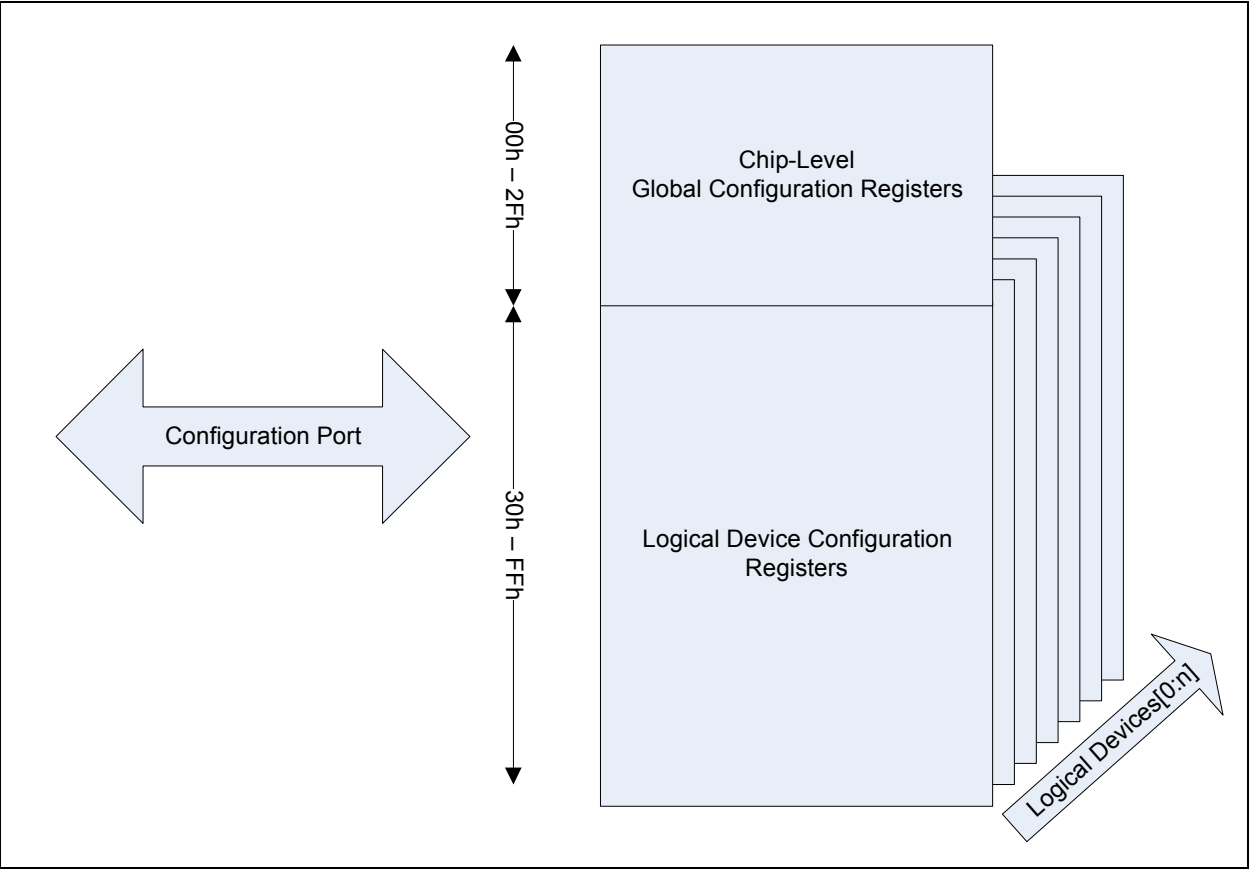 00h – 2Fh
Chip-Level
Global Configuration Registers
Configuration Port
30h – FFh
Logical Device Configuration
Registers
Logical Devices[0:n]